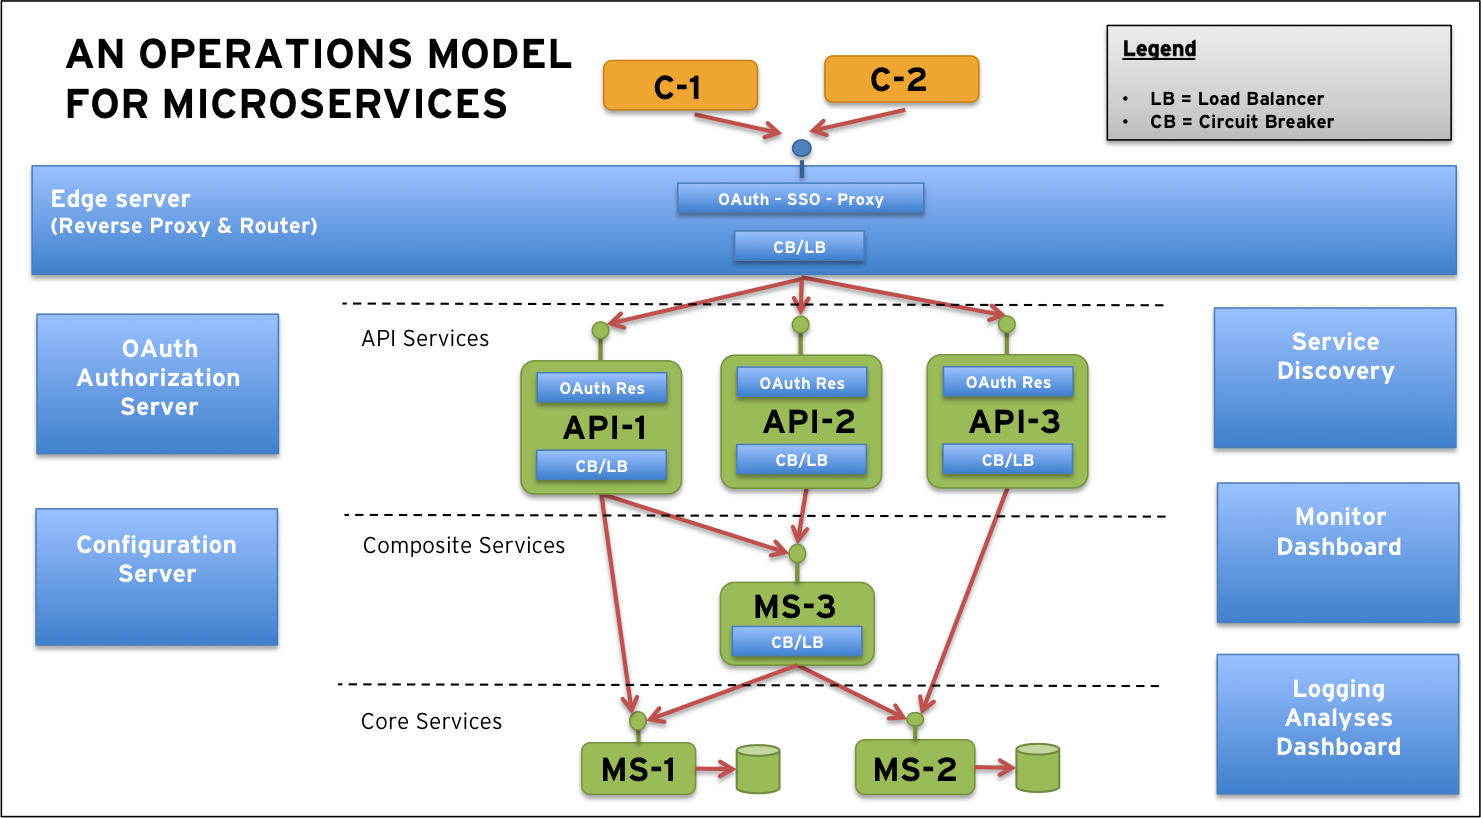 AN OPERATIONS MODEL
FOR MICROSERVICES
C-1
C-2
Legend
• LB = Load Balancer
• CB = Circuit Breaker
Edge server
(Reverse Proxy & Router)
OAuth - SSO - Proxy
CB/LB
OAuth
Authorization
Server
Configuration
Server
API Services
OAuth Res
API-1
CB/LB
OAuth Res
API-2
CB/LB
OAuth Res
API-3
CB/LB
Composite Services
MS-3
CB/LB
Core Services
MS-1
MS-2
Service
Discovery
Monitor
Dashboard
Logging
Analyses
Dashboard